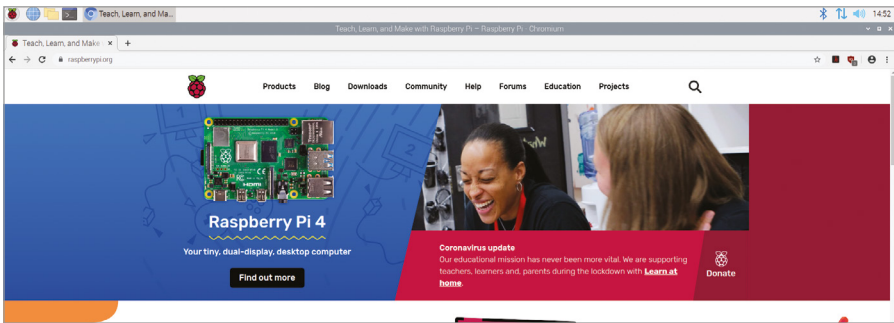 Teach, Learn, and Ma...
14:52
Teach, Learn, and Make with Raspberry Pi – Raspberry Pi - Chromium
Teach, Learn, and Make
raspberrypi.org
Products Blog Downloads Community Help Forums Education Projects
Raspberry Pi 4
Your tiny, dual-display, desktop computer
Find out more
Coronavirus update
Our educational mission has never been more vital. We are supporting
teachers, learners and, parents during the lockdown with Learn at
home.
Donate
HDMI
2